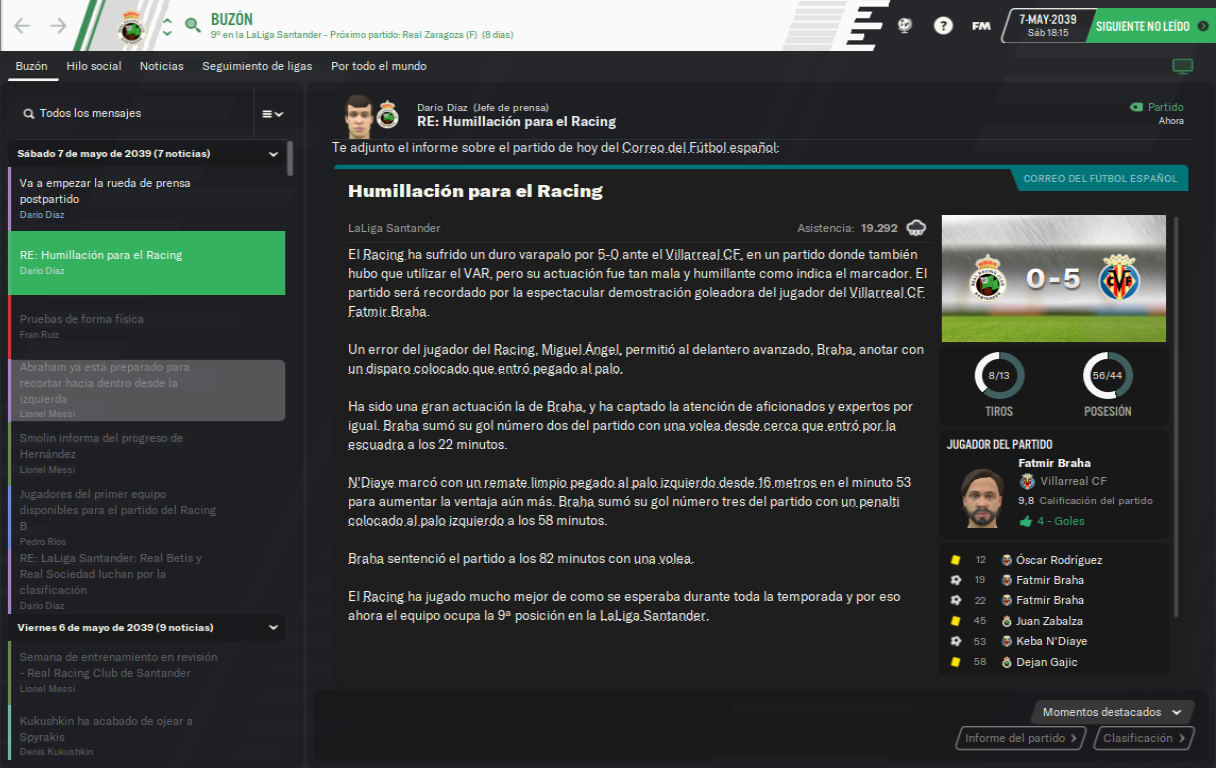 BUZÓN
9º en la LaLiga Santander - Próximo partido: Real Zaragoza (F) (8 días)
?
FM
7-MAY-2039
Sáb 18:15
SIGUIENTE NO LEÍDO
Buzón
Hilo social
Noticias
Seguimiento de ligas
Por todo el mundo
Todos los mensajes
Sábado 7 de mayo de 2039 (7 noticias)
Va a empezar la rueda de prensa
postpartido
Darío Díaz
RE: Humillación para el Racing
Darío Díaz
Pruebas de forma física
Fran Ruiz
Abraham ya está preparado para
recortar hacia dentro desde la
izquierda
Lionel Messi
Smolin informa del progreso de
Hernández
Lionel Messi
Jugadores del primer equipo
disponibles para el partido del Racing
B
Pedro Ríos
RE: LaLiga Santander: Real Betis y
Real Sociedad luchan por la
clasificación
Darío Díaz
Viernes 6 de mayo de 2039 (9 noticias)
Semana de entrenamiento en revisión
- Real Racing Club de Santander
Lionel Messi
Kukushkin ha acabado de ojear a
Spyrakis
Denis Kukushkin
Darío Díaz (Jefe de prensa)
RE: Humillación para el Racing
Partido
Ahora
Te adjunto el informe sobre el partido de hoy del Correo del Fútbol español:
CORREO DEL FÚTBOL ESPAÑOL
Humillación para el Racing
LaLiga Santander
Asistencia: 19.292
El Racing ha sufrido un duro varapalo por 5-0 ante el Villarreal CF, en un partido donde también
hubo que utilizar el VAR, pero su actuación fue tan mala y humillante como indica el marcador. El
partido será recordado por la espectacular demostración goleadora del jugador del Villarreal CF
Fatmir Braha.
Un error del jugador del Racing, Miguel Ángel, permitió al delantero avanzado, Braha, anotar con
un disparo colocado que entró pegado al palo.
Ha sido una gran actuación la de Braha, y ha captado la atención de aficionados y expertos por
igual. Braha sumó su gol número dos del partido con una volea desde cerca que entró por la
escuadra a los 22 minutos.
N'Diaye marcó con un remate limpio pegado al palo izquierdo desde 16 metros en el minuto 53
para aumentar la ventaja aún más. Braha sumó su gol número tres del partido con un penalti
colocado al palo izquierdo a los 58 minutos.
Braha sentenció el partido a los 82 minutos con una volea.
El Racing ha jugado mucho mejor de como se esperaba durante toda la temporada y por eso
ahora el equipo ocupa la 9ª posición en la LaLiga Santander.
0-5
8/13
TIROS
56/44
POSESIÓN
JUGADOR DEL PARTIDO
Fatmir Braha
Villarreal CF
9,8 Calificación del partido
4 - Goles
12 Óscar Rodríguez
19 Fatmir Braha
22 Fatmir Braha
45 Juan Zabalza
53 Keba N'Diaye
58 Dejan Gajic
Momentos destacados
Informe del partido
Clasificación